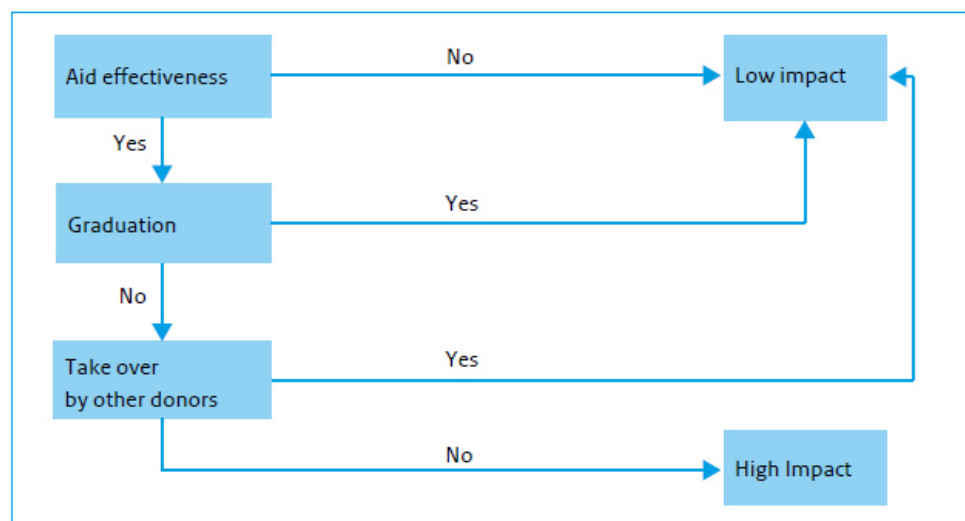 Aid effectiveness
No
Low impact
Yes
Graduation
Yes
No
Take over
by other donors
Yes
No
High Impact